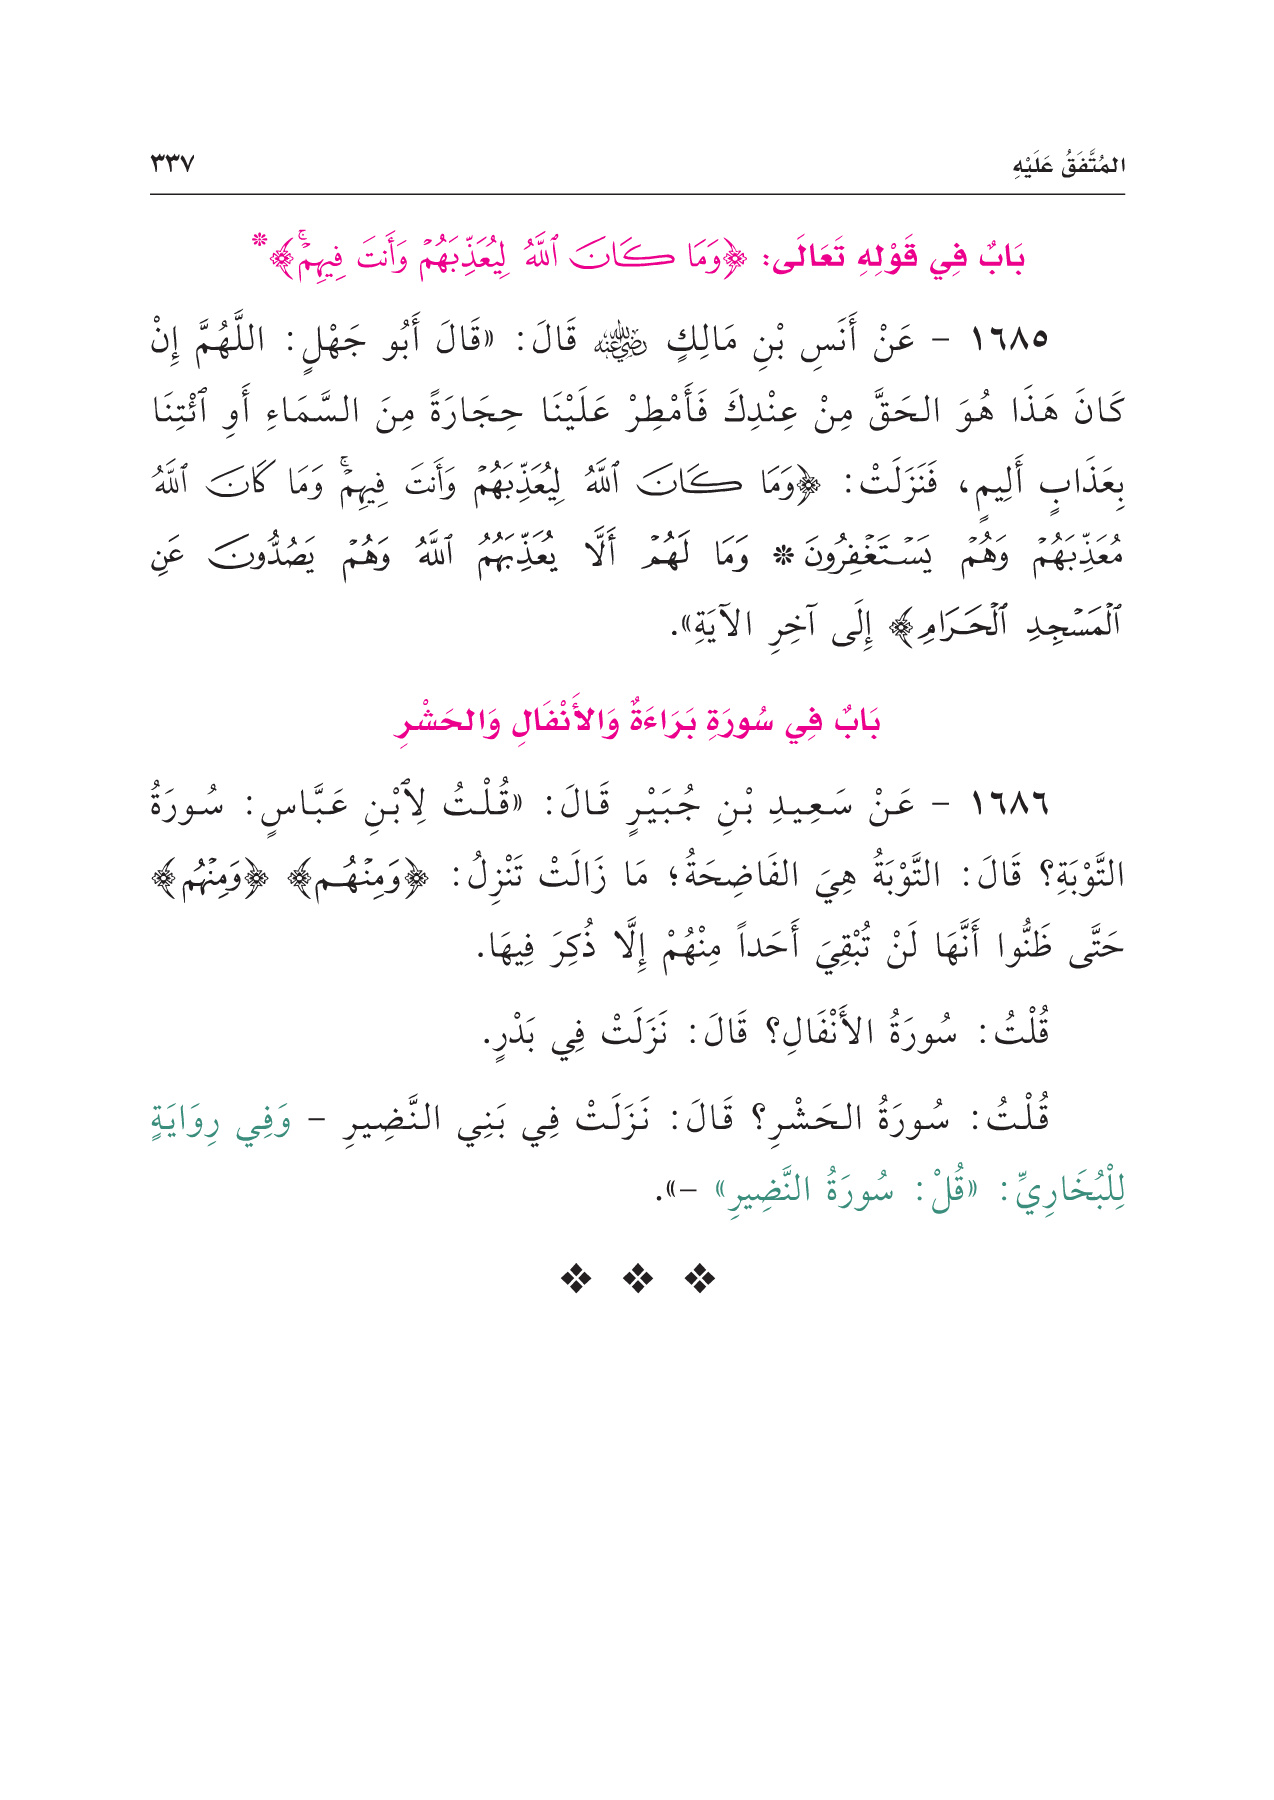 المُتَّفَقُ عَلَيْهِ ٣٣٧
بَابٌ فِي قَوْلِهِ تَعَالَى: ﴿وَمَا كَانَ ٱللَّهُ لِيُعَذِّبَهُمۡ وَأَنتَ فِيهِمۡۚ﴾ *
١٦٨٥ – عَنْ أَنَسِ بْنِ مَالِكٍ رضي الله عنه قَالَ: «قَالَ أَبُو جَهْلٍ: اللَّهُمَّ إِنْ
كَانَ هَذَا هُوَ الحَقَّ مِنْ عِنْدِكَ فَأَمْطِرْ عَلَيْنَا حِجَارَةً مِنَ السَّمَاءِ أَوِ ٱئْتِنَا
بِعَذَابٍ أَلِيمٍ، فَنَزَلَتْ: ﴿وَمَا كَانَ ٱللَّهُ لِيُعَذِّبَهُمۡ وَأَنتَ فِيهِمۡۚ وَمَا كَانَ ٱللَّهُ
مُعَذِّبَهُمۡ وَهُمۡ يَسۡتَغۡفِرُونَ * وَمَا لَهُمۡ أَلَّا يُعَذِّبَهُمُ ٱللَّهُ وَهُمۡ يَصُدُّونَ عَنِ
ٱلۡمَسۡجِدِ ٱلۡحَرَامِ﴾ إِلَى آخِرِ الآيَةِ».
بَابٌ فِي سُورَةِ بَرَاءَةٌ وَالأَنْفَالِ وَالحَشْرِ
١٦٨٦ – عَنْ سَعِيدِ بْنِ جُبَيْرٍ قَالَ: «قُلْتُ لِٱبْنِ عَبَّاسٍ: سُورَةُ
التَّوْبَةِ؟ قَالَ: التَّوْبَةُ هِيَ الفَاضِحَةُ؛ مَا زَالَتْ تَنْزِلُ: ﴿وَمِنْهُم﴾ ﴿وَمِنْهُم﴾
حَتَّى ظَنُّوا أَنَّهَا لَنْ تُبْقِيَ أَحَداً مِنْهُمْ إِلَّا ذُكِرَ فِيهَا.
قُلْتُ: سُورَةُ الأَنْفَالِ؟ قَالَ: نَزَلَتْ فِي بَدْرٍ.
قُلْتُ: سُورَةُ الحَشْرِ؟ قَالَ: نَزَلَتْ فِي بَنِي النَّضِيرِ – وَفِي رِوَايَةٍ
لِلْبُخَارِيِّ: «قُلْ: سُورَةُ النَّضِيرِ» –».